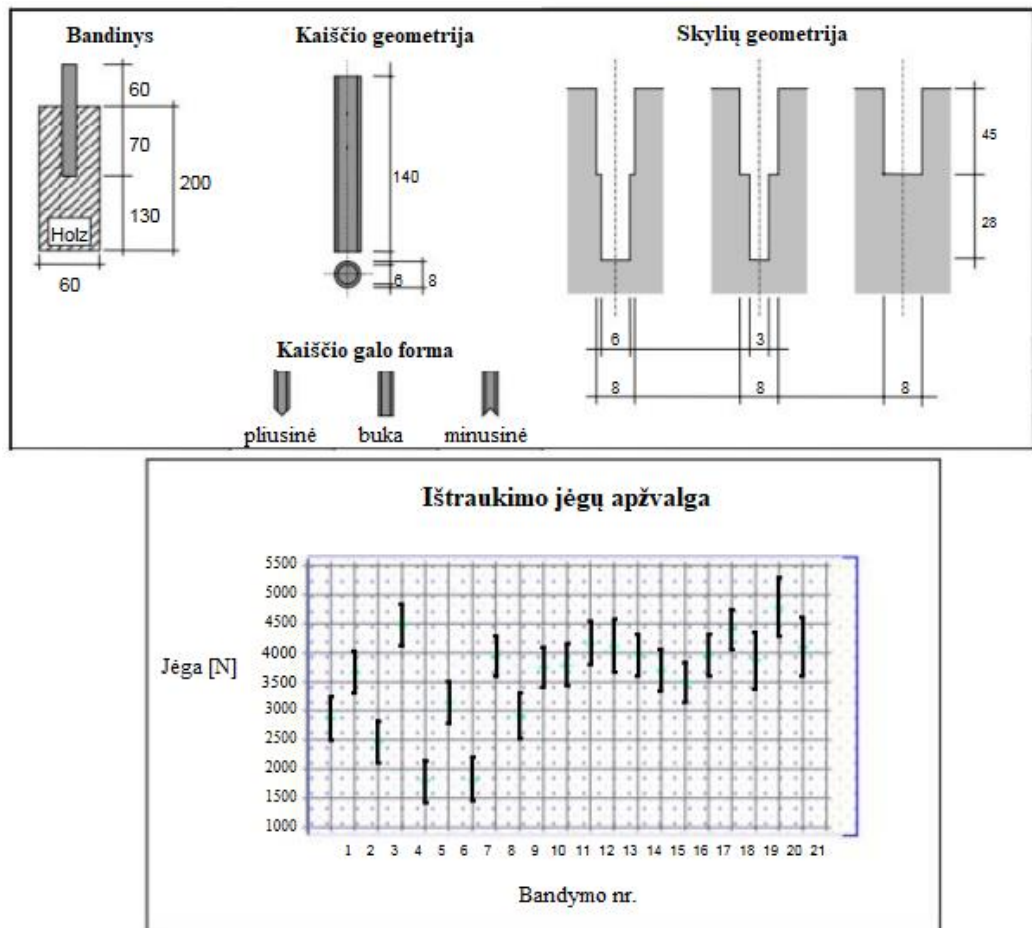 Bandinys
60
70
200
130
Holz
60
Kaiščio geometrija
140
6
8
Kaiščio galo forma
pliusinė
buka
minusinė
Skylių geometrija
45
28
6
3
8
8
8
Ištraukimo jėgų apžvalga
Jėga [N]
5500
5000
4500
4000
3500
3000
2500
2000
1500
1000
1 2 3 4 5 6 7 8 9 10 11 12 13 14 15 16 17 18 19 20 21
Bandymo nr.